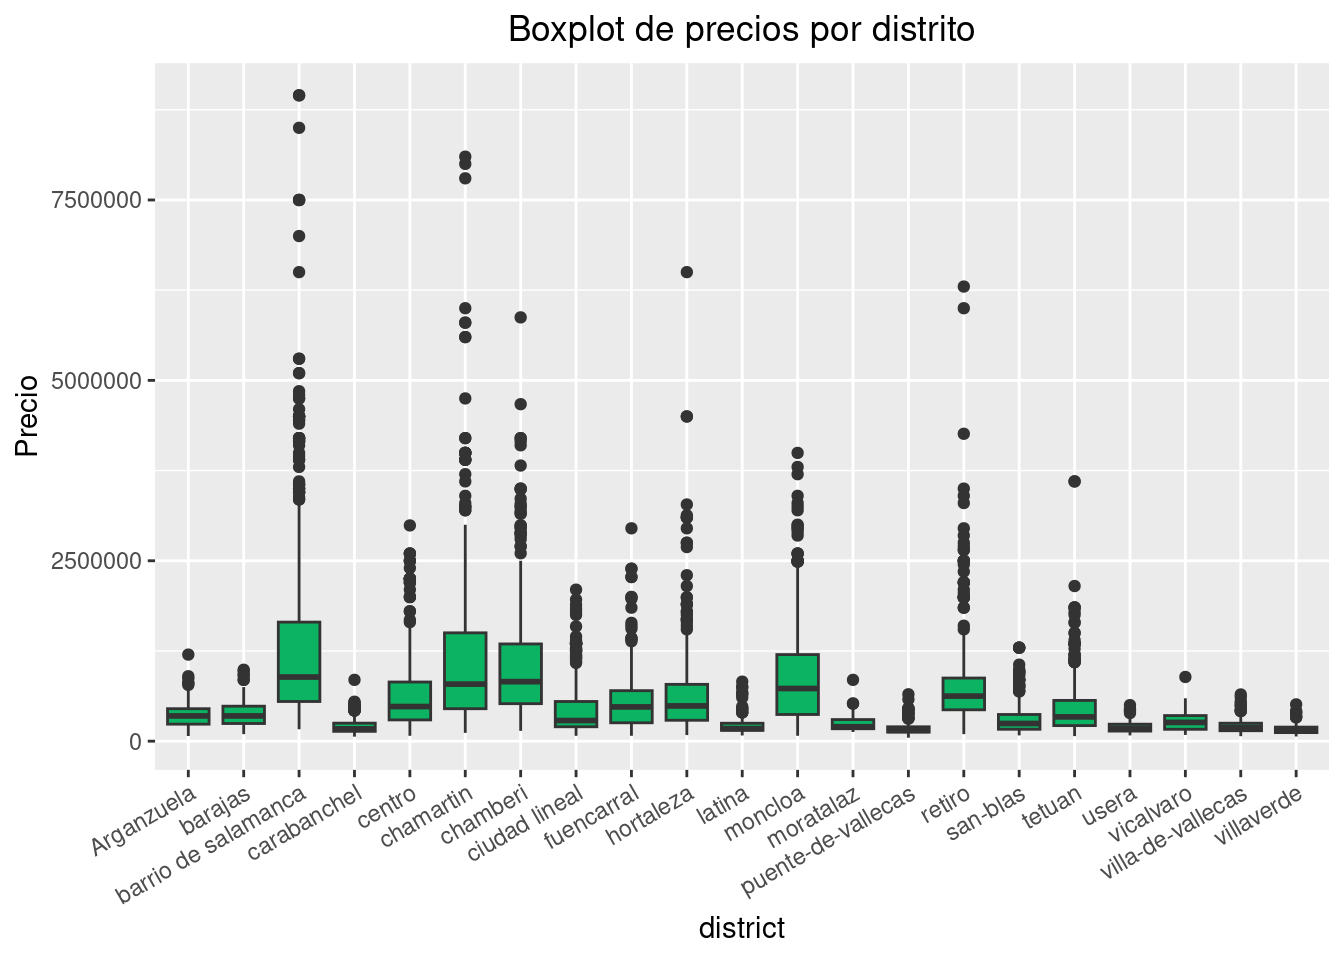 Boxplot de precios por distrito
Precio
7500000
5000000
2500000
0
Arganzuela
barajas
barrio de salamanca
carabanchel
centro
chamartin
chamberi
ciudad lineal
fuencarral
hortaleza
latina
moncloa
moratalaz
puente-de-vallecas
retiro
san-blas
tetuan
usera
vicalvaro
villa-de-vallecas
villaverde
district